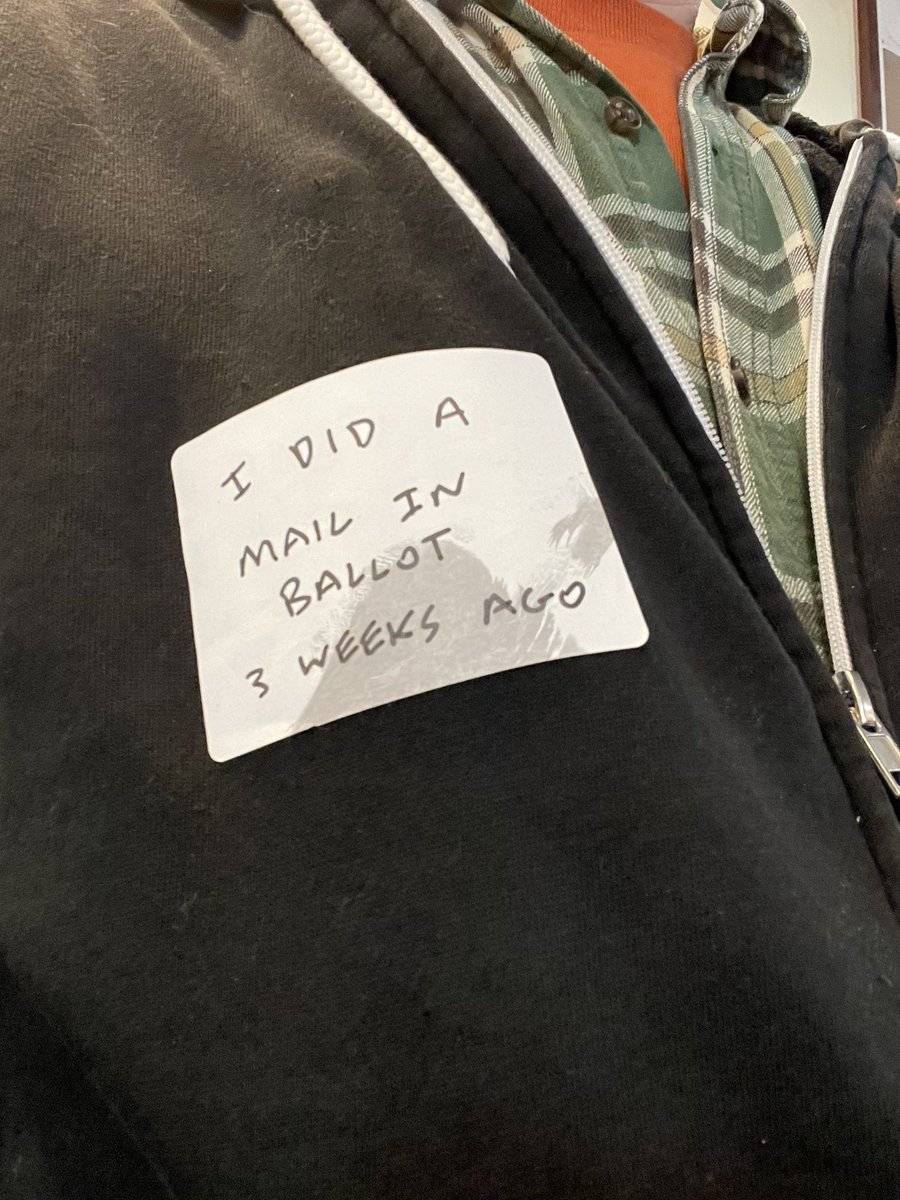 I DID A
MAIL IN
BALLOT
3 WEEKS AGO